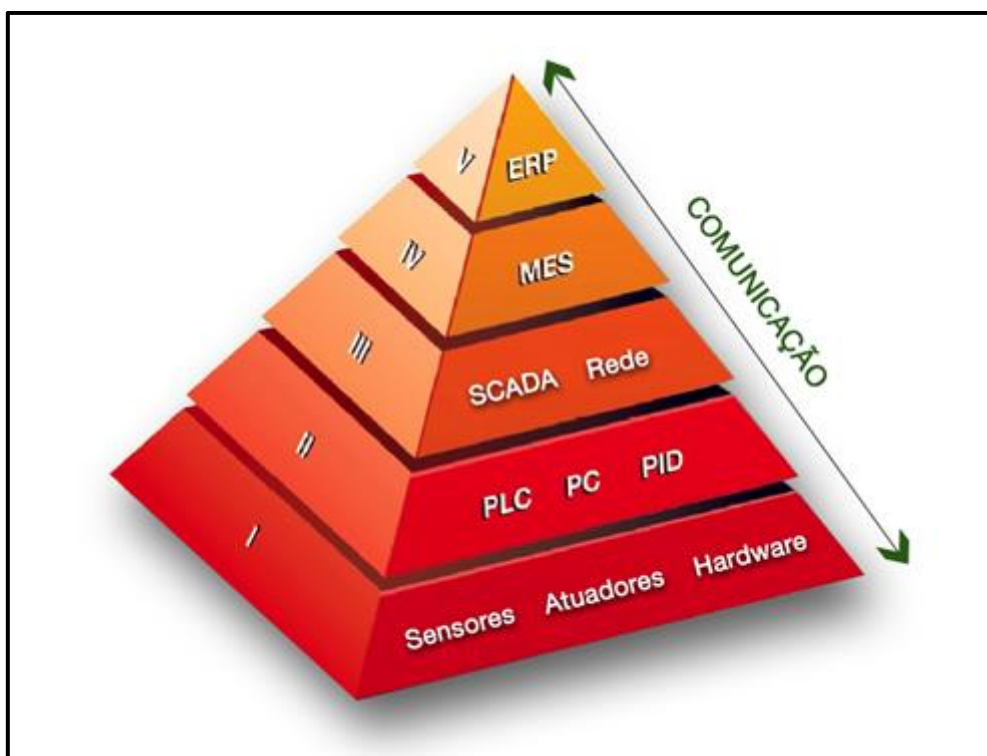 V ERP
IV MES
III SCADA Rede
II PLC PC PID
I Sensores Atuadores Hardware
COMUNICAÇÃO